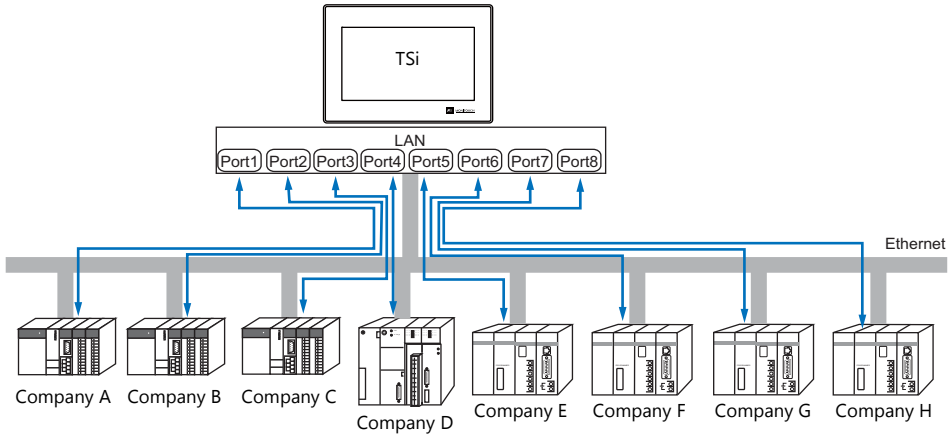 TSi
LAN
Port1 Port2 Port3 Port4 Port5 Port6 Port7 Port8
Ethernet
Company A Company B Company C Company D Company E Company F Company G Company H